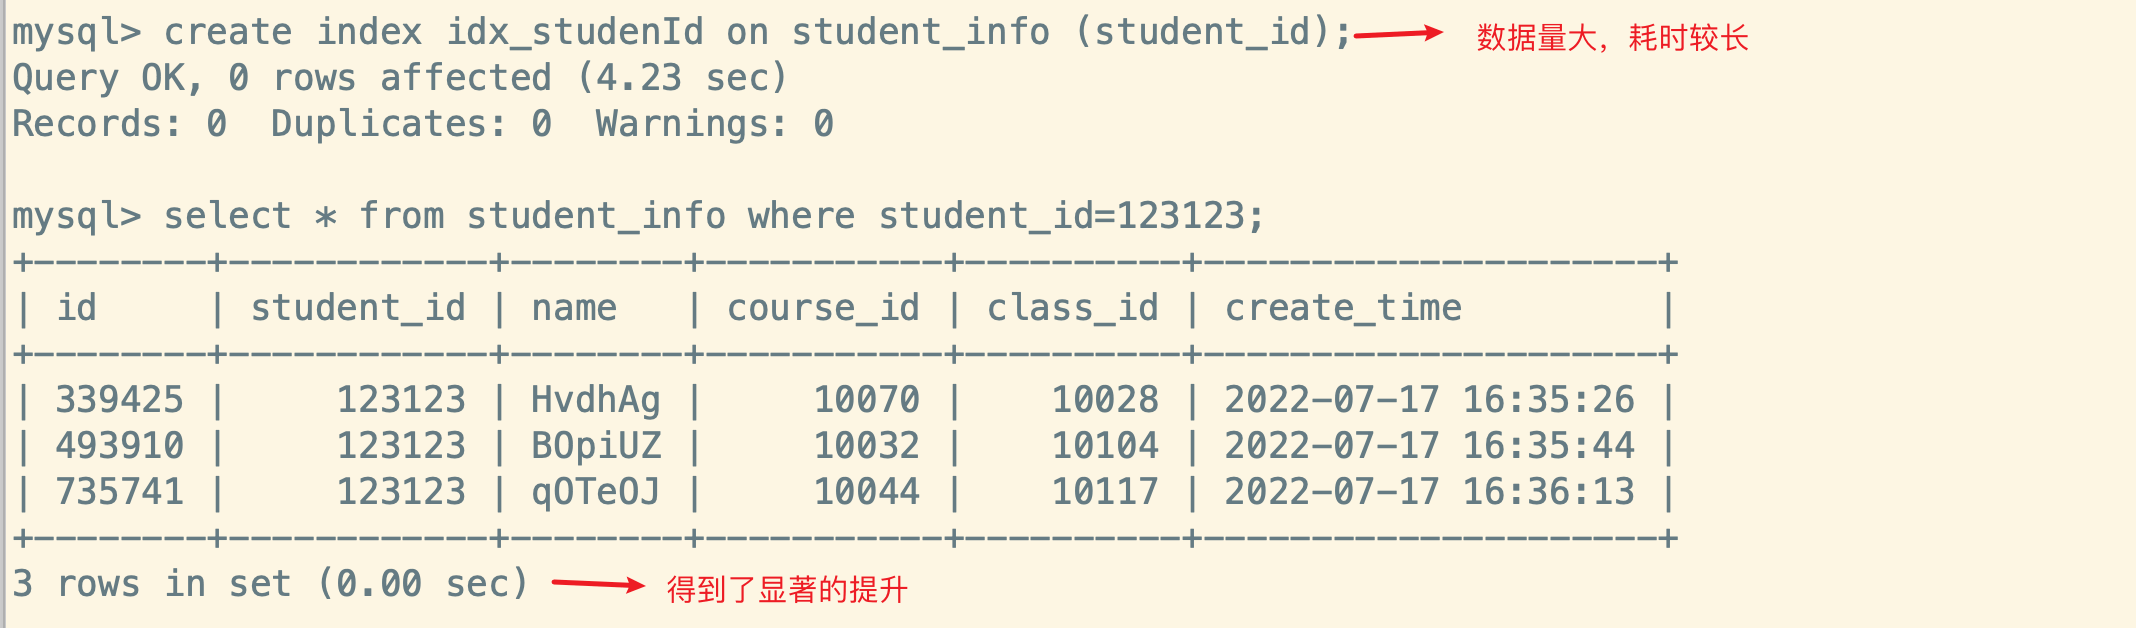 mysql> create index idx_studenId on student_info (student_id); 数据量大，耗时较长
Query OK, 0 rows affected (4.23 sec)
Records: 0  Duplicates: 0  Warnings: 0
mysql> select * from student_info where student_id=123123;
+--------+------------+--------+-----------+----------+---------------------+
| id     | student_id | name   | course_id | class_id | create_time         |
+--------+------------+--------+-----------+----------+---------------------+
| 339425 |     123123 | HvdhAg |     10070 |    10028 | 2022-07-17 16:35:26 |
| 493910 |     123123 | BOpiUZ |     10032 |    10104 | 2022-07-17 16:35:44 |
| 735741 |     123123 | qOTeOJ |     10044 |    10117 | 2022-07-17 16:36:13 |
+--------+------------+--------+-----------+----------+---------------------+
3 rows in set (0.00 sec) 得到了显著的提升